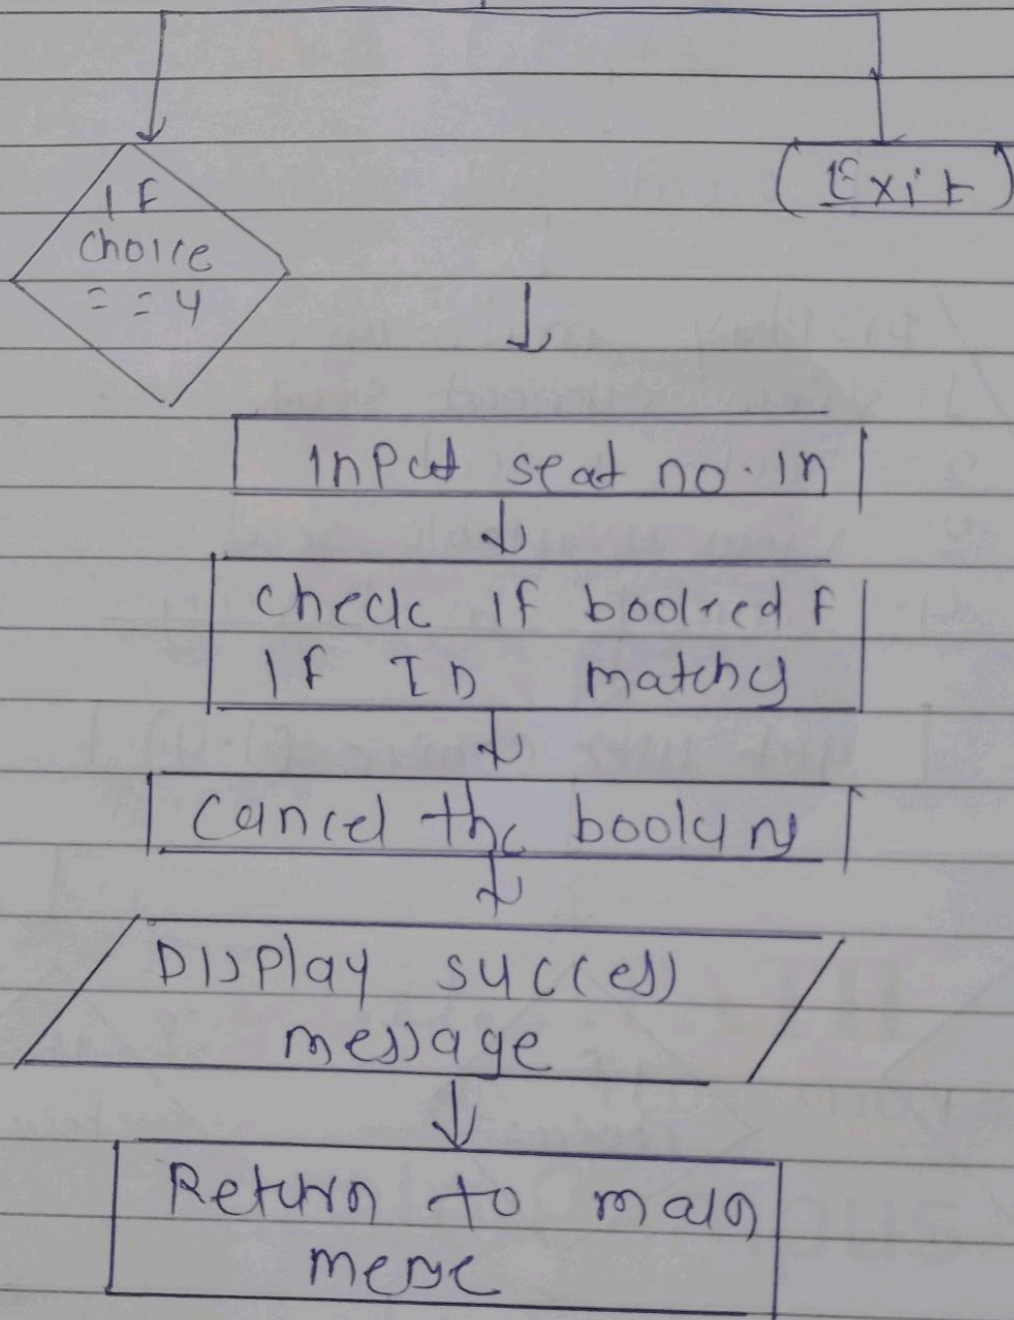 If
choice
== 4
Exit
Input seat no. in
check if booked &
if ID matchs
Cancel the booking
Display success
message
Return to main
menu